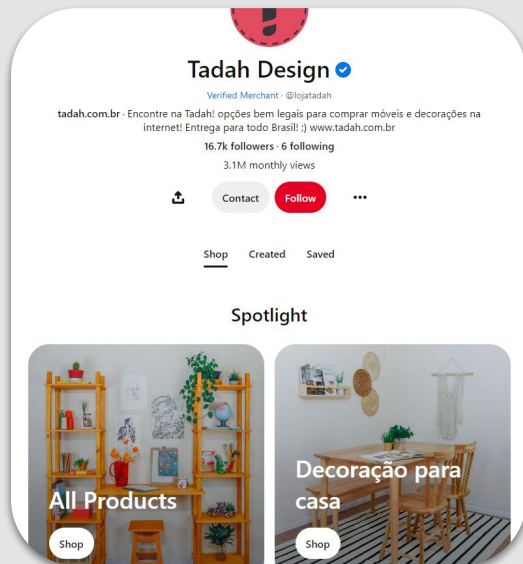 Tadah Design
Verified Merchant · @lojatadah
tadah.com.br · Encontre na Tadah! opções bem legais para comprar móveis e decorações na
internet! Entrega para todo Brasil! ;) www.tadah.com.br
16.7k followers · 6 following
3.1M monthly views
Contact
Follow
Shop
Created
Saved
Spotlight
All Products
Shop
Decoração para
casa
Shop